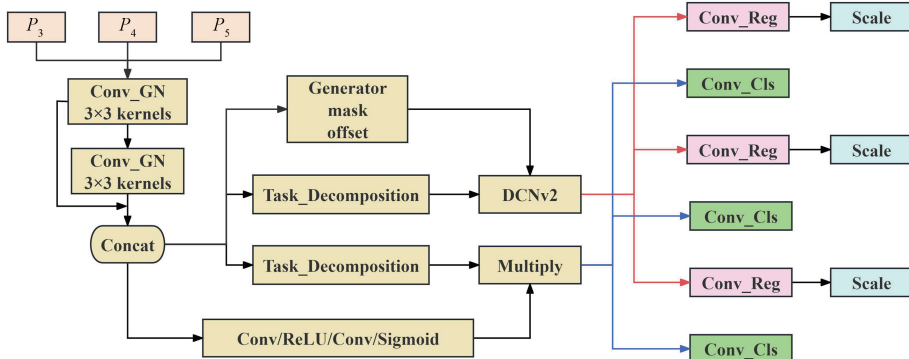 P3
P4
P5
Conv_GN
3×3 kernels
Conv_GN
3×3 kernels
Concat
Generator
mask
offset
Task_Decomposition
DCNv2
Task_Decomposition
Multiply
Conv/ReLU/Conv/Sigmoid
Conv_Reg
Scale
Conv_Cls
Conv_Reg
Scale
Conv_Cls
Conv_Reg
Scale
Conv_Cls